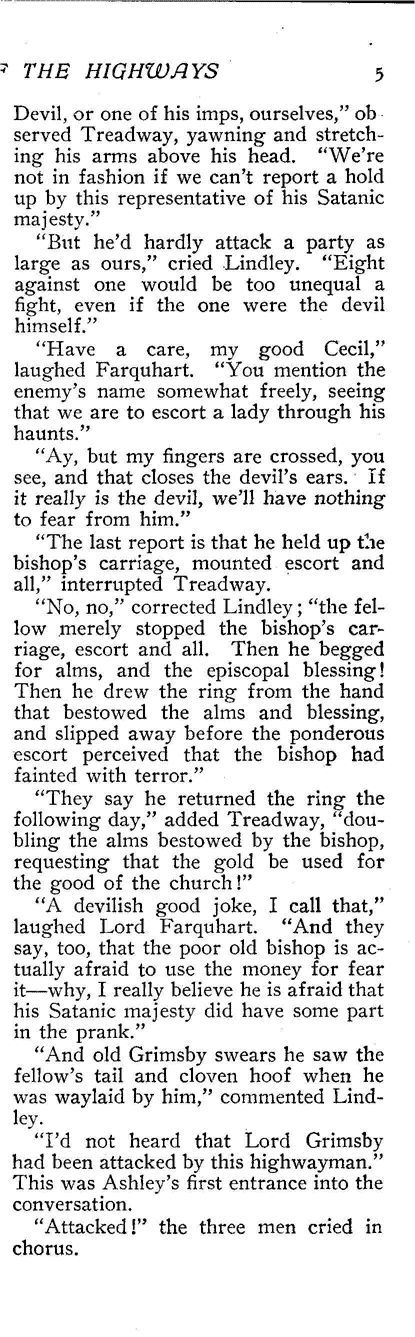 THE HIGHWAYS 5
Devil, or one of his imps, ourselves,” ob-
served Treadway, yawning and stretch-
ing his arms above his head. “We’re
not in fashion if we can’t report a hold
up by this representative of his Satanic
majesty.”
“But he’d hardly attack a party as
large as ours,” cried Lindley. “Eight
against one would be too unequal a
fight, even if the one were the devil
himself.”
“Have a care, my good Cecil,”
laughed Farquhart. “You mention the
enemy’s name somewhat freely, seeing
that we are to escort a lady through his
haunts.”
“Ay, but my fingers are crossed, you
see, and that closes the devil’s ears. If
it really is the devil, we’ll have nothing
to fear from him.”
“The last report is that he held up the
bishop’s carriage, mounted escort and
all,” interrupted Treadway.
“No, no,” corrected Lindley; “the fel-
low merely stopped the bishop’s car-
riage, escort and all. Then he begged
for alms, and the episcopal blessing!
Then he drew the ring from the hand
that bestowed the alms and blessing,
and slipped away before the ponderous
escort perceived that the bishop had
fainted with terror.”
“They say he returned the ring the
following day,” added Treadway, “dou-
bling the alms bestowed by the bishop,
requesting that the gold be used for
the good of the church!”
“A devilish good joke, I call that,”
laughed Lord Farquhart. “And they
say, too, that the poor old bishop is ac-
tually afraid to use the money for fear
it—why, I really believe he is afraid that
his Satanic majesty did have some part
in the prank.”
“And old Grimsby swears he saw the
fellow’s tail and cloven hoof when he
was waylaid by him,” commented Lind-
ley.
“I’d not heard that Lord Grimsby
had been attacked by this highwayman.”
This was Ashley’s first entrance into the
conversation.
“Attacked!” the three men cried in
chorus.